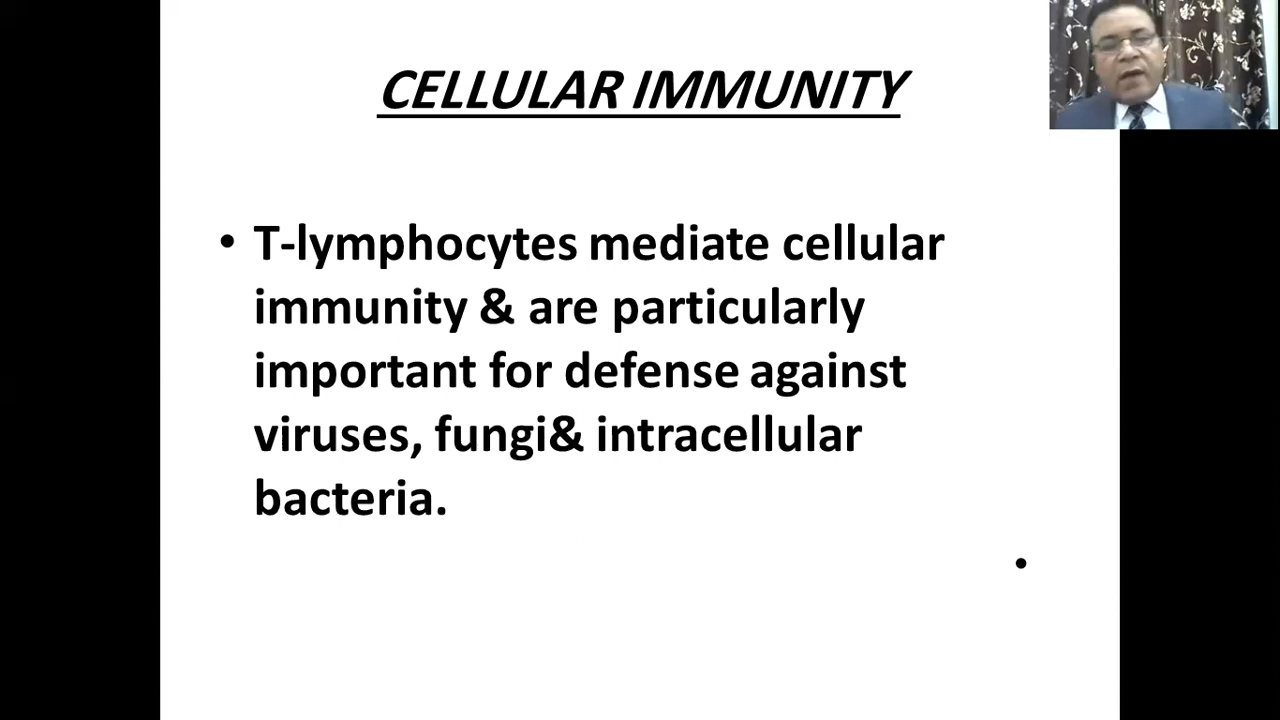 CELLULAR IMMUNITY
• T-lymphocytes mediate cellular
immunity & are particularly
important for defense against
viruses, fungi& intracellular
bacteria.
•